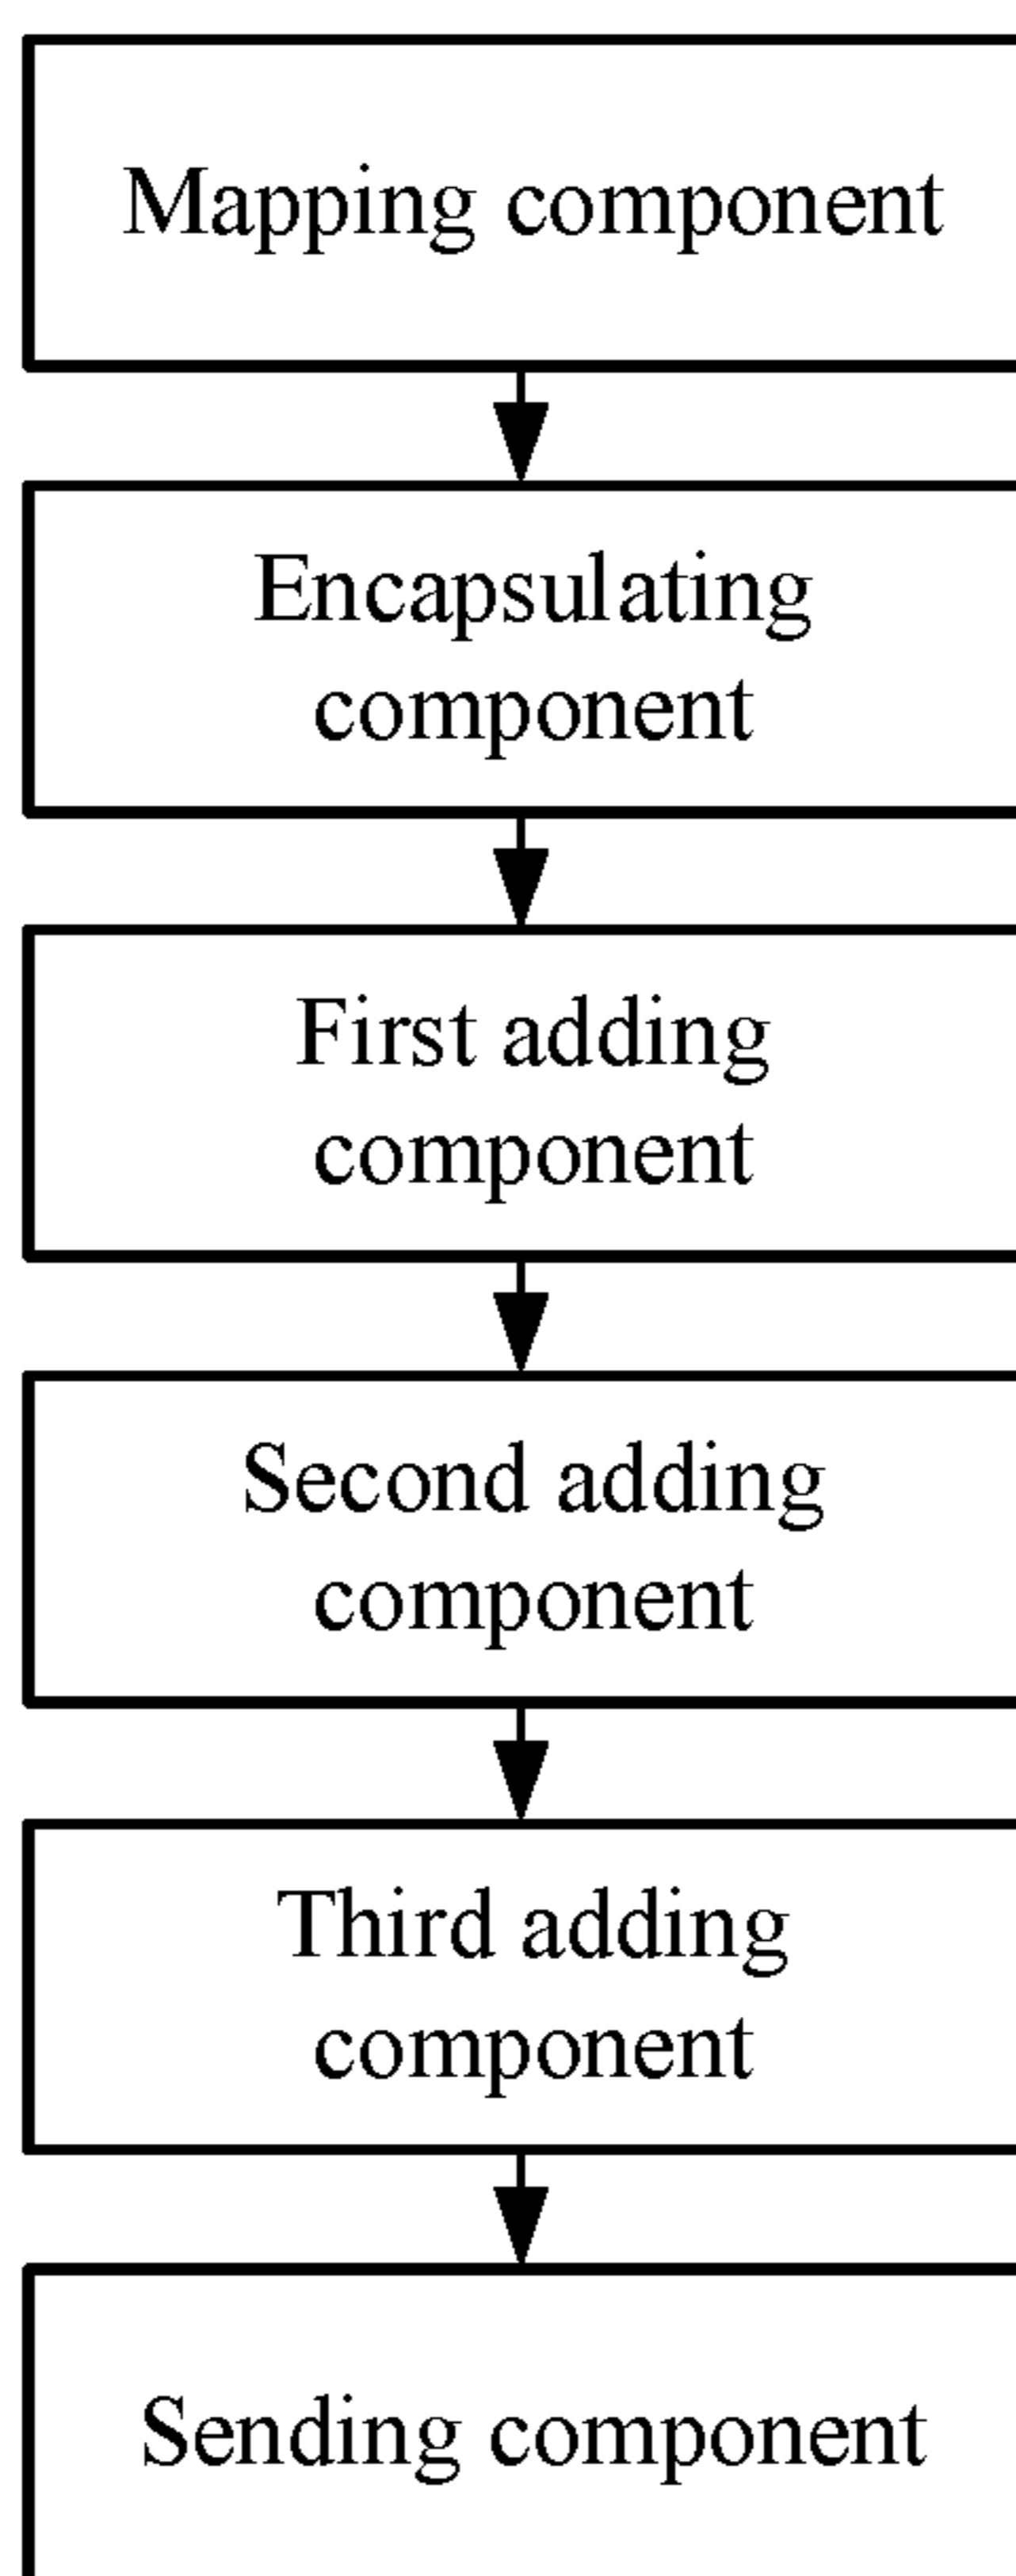 Mapping component
Encapsulating
component
First adding
component
Second adding
component
Third adding
component
Sending component